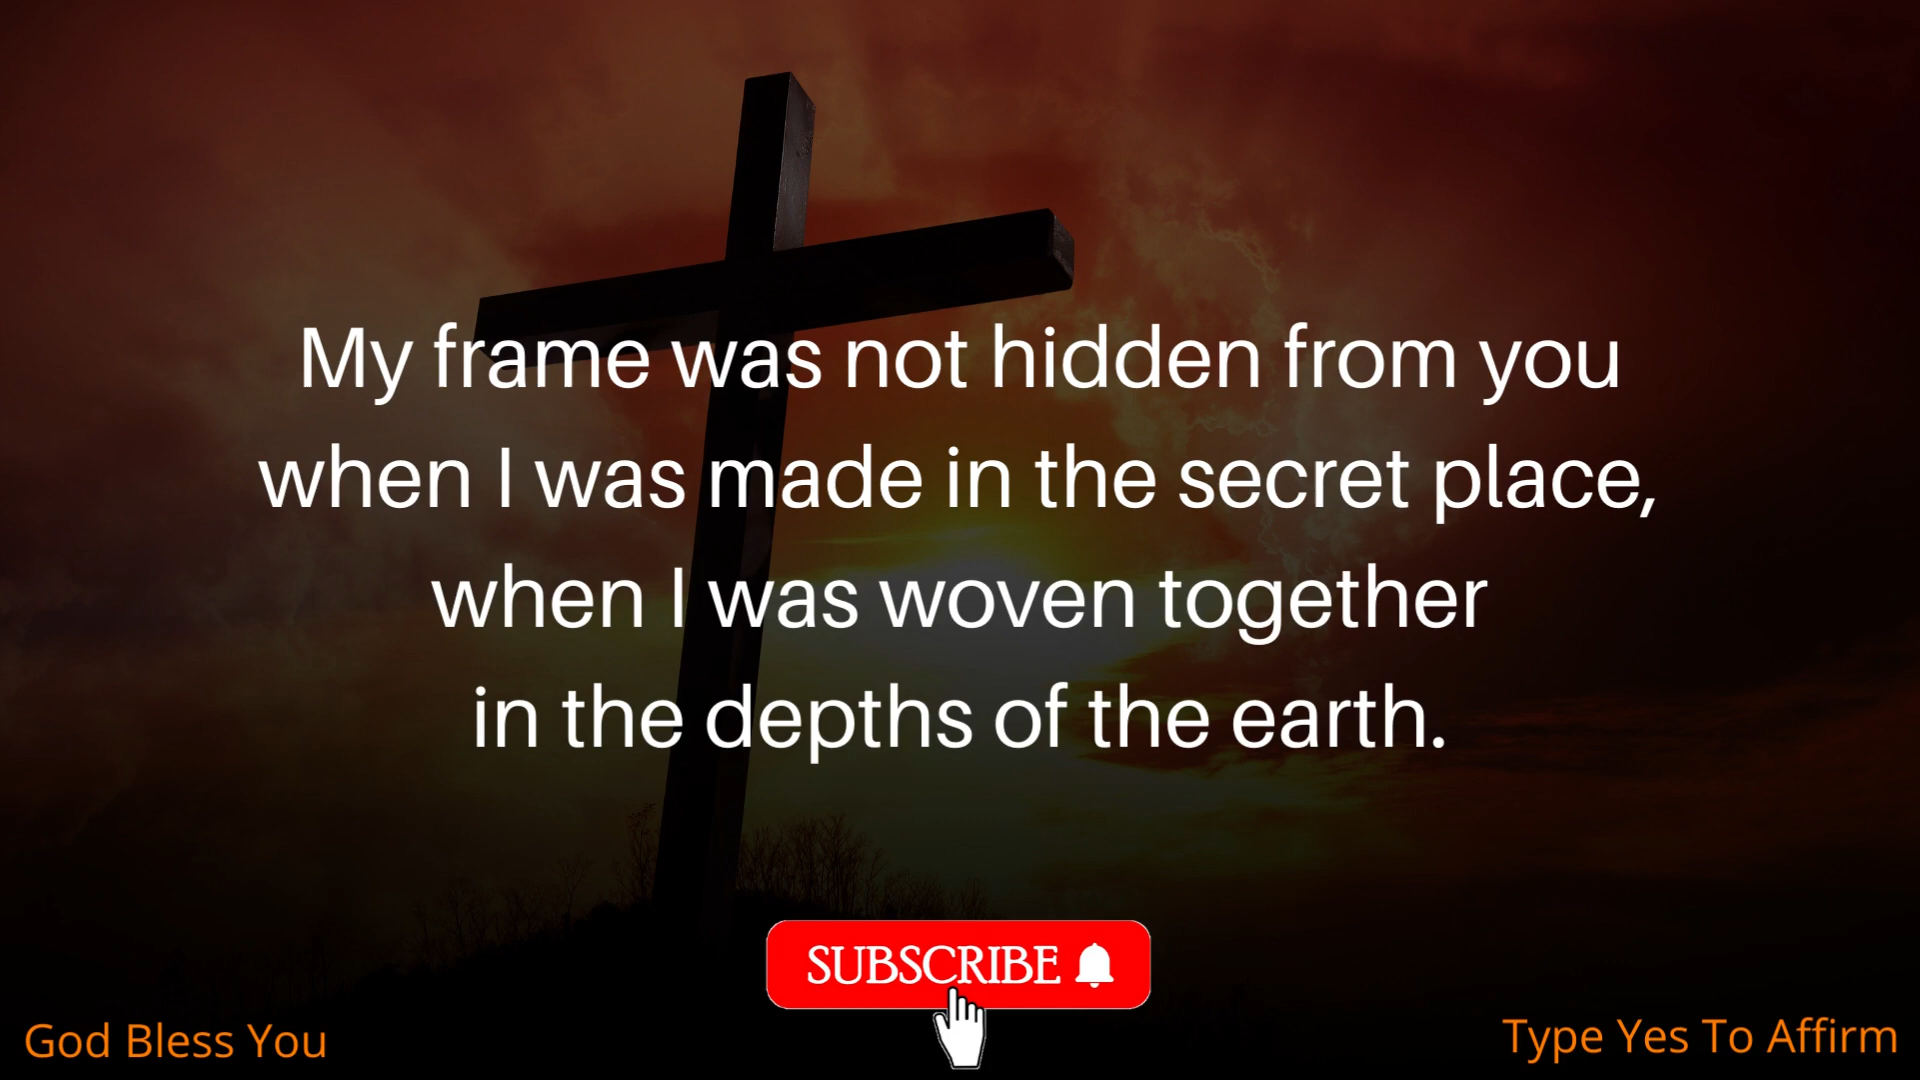 My frame was not hidden from you
when I was made in the secret place,
when I was woven together
in the depths of the earth.
SUBSCRIBE
God Bless You
Type Yes To Affirm